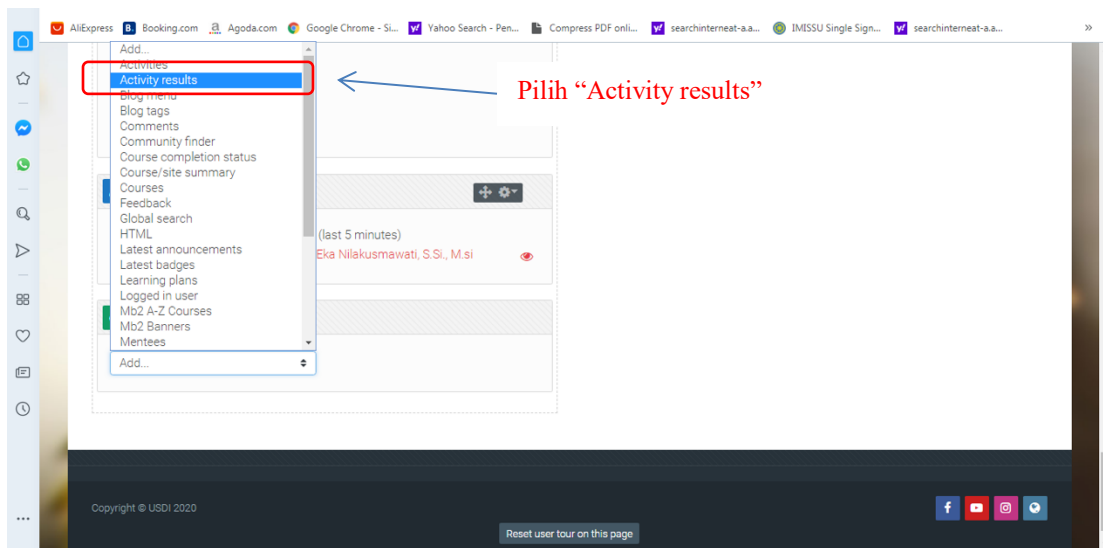 AliExpress B. Booking.com a Agoda.com Google Chrome - Si... y! Yahoo Search - Pen... Compress PDF onli... y! searchinterneat-a.a... IMISSU Single Sign... y! searchinterneat-a.a... »
Add...
Activities
Activity results
Pilih “Activity results”
Blog menu
Blog tags
Comments
Community finder
Course completion status
Course/site summary
Courses
Feedback
Global search
HTML
(last 5 minutes)
Latest announcements
Eka Nilakusmawati, S.Si., M.si
Latest badges
Learning plans
Logged in user
Mb2 A-Z Courses
Mb2 Banners
Mentees
Add...
Copyright © USDI 2020
Reset user tour on this page